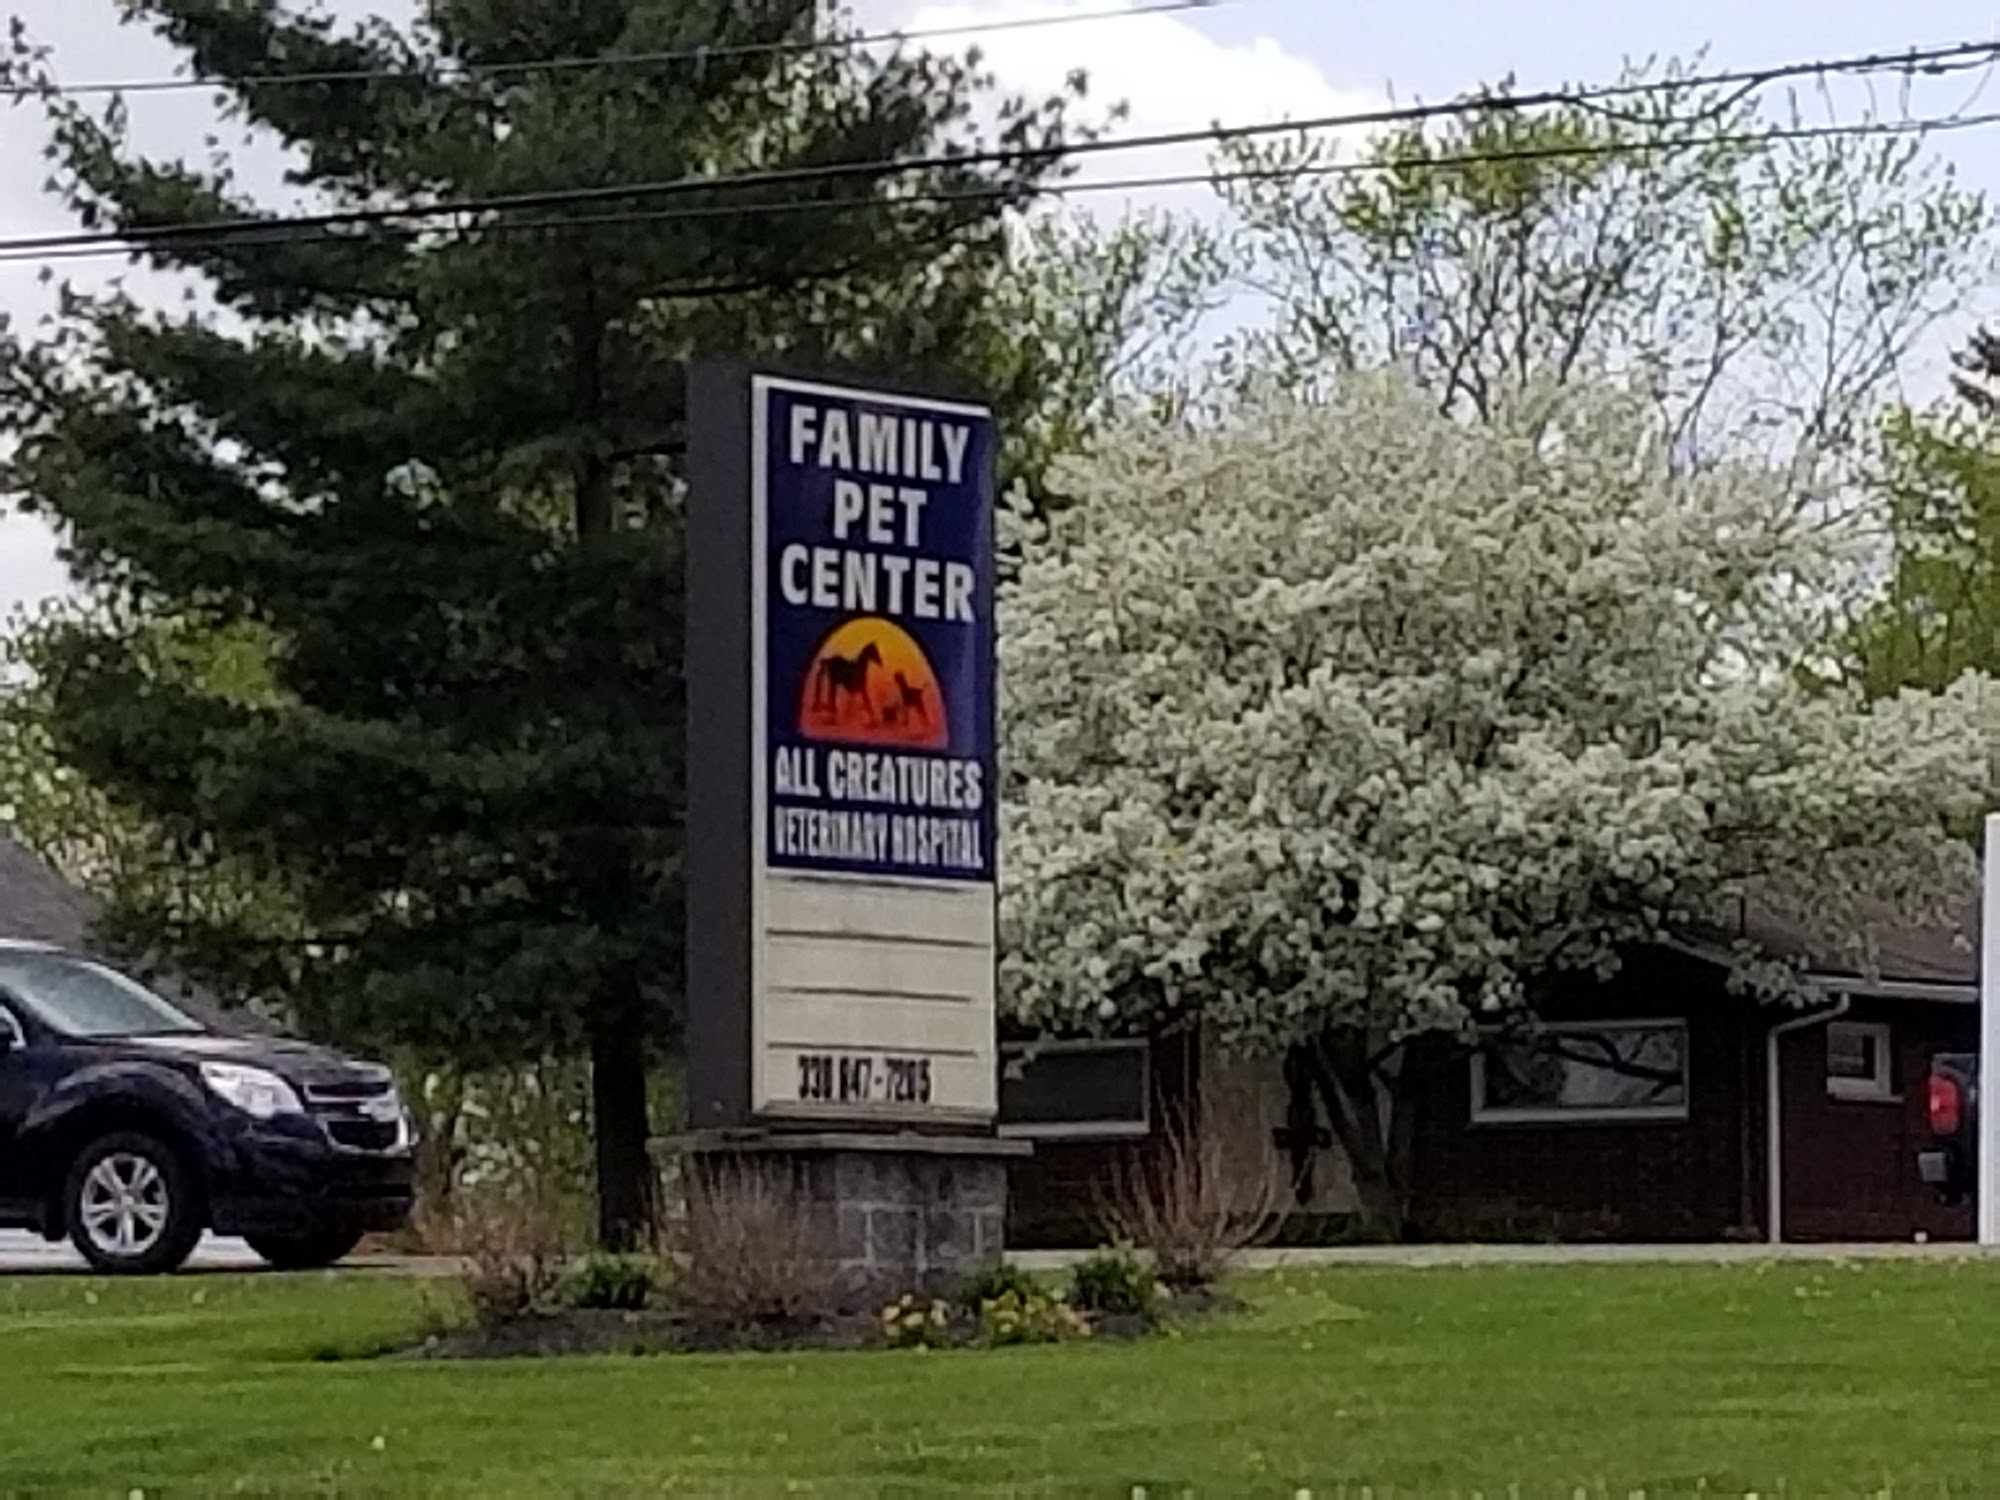 FAMILY
PET
CENTER
ALL CREATURES
VETERINARY HOSPITAL
330 847-7205